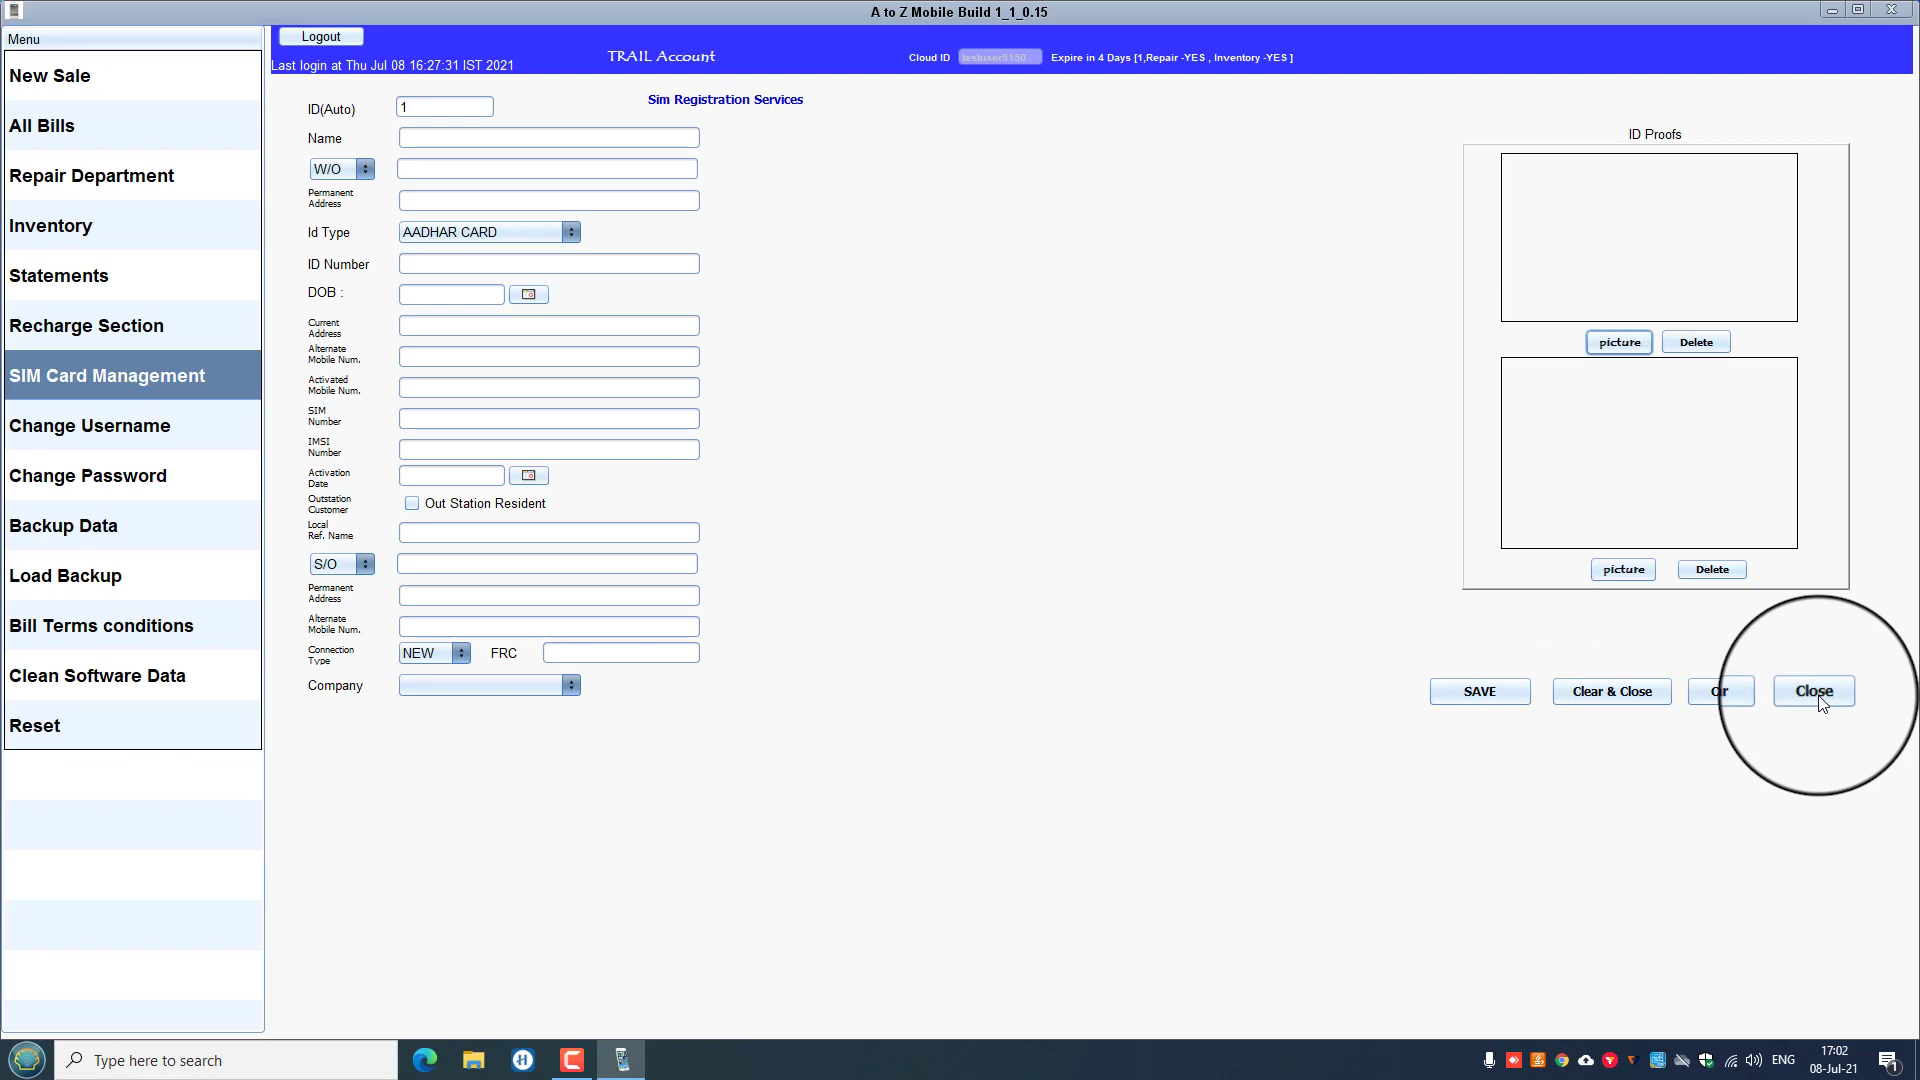 A to Z Mobile Build 1_1_0.15
Menu
New Sale
All Bills
Repair Department
Inventory
Statements
Recharge Section
SIM Card Management
Change Username
Change Password
Backup Data
Load Backup
Bill Terms conditions
Clean Software Data
Reset
Logout
Last login at Thu Jul 08 16:27:31 IST 2021
TRAIL Account
Cloud ID testuser9150 Expire in 4 Days [1,Repair -YES , Inventory -YES ]
Sim Registration Services
ID(Auto) 1
Name
W/O
Permanent
Address
Id Type AADHAR CARD
ID Number
DOB :
Current
Address
Alternate
Mobile Num.
Activated
Mobile Num.
SIM
Number
IMSI
Number
Activation
Date
Outstation
Customer
Out Station Resident
Local
Ref. Name
S/O
Permanent
Address
Alternate
Mobile Num.
Connection
Type
NEW FRC
Company
ID Proofs
picture Delete
picture Delete
SAVE Clear & Close Close
Type here to search
ENG
17:02
08-Jul-21
1